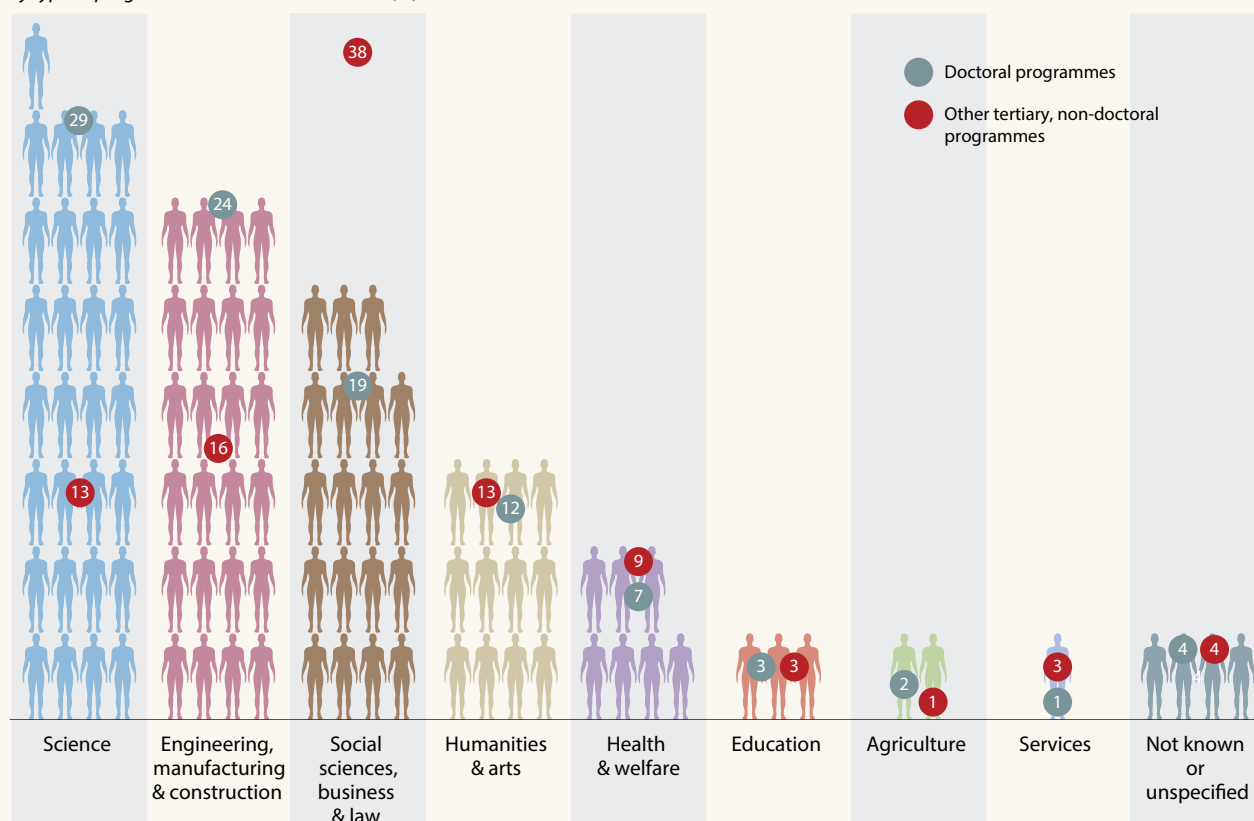 38
Doctoral programmes
Other tertiary, non-doctoral
programmes
29
24
19
16
13
13
12
9
7
3
3
2
1
3
1
4
4
Science
Engineering,
manufacturing
& construction
Social
sciences,
business
& law
Humanities
& arts
Health
& welfare
Education
Agriculture
Services
Not known
or
unspecified